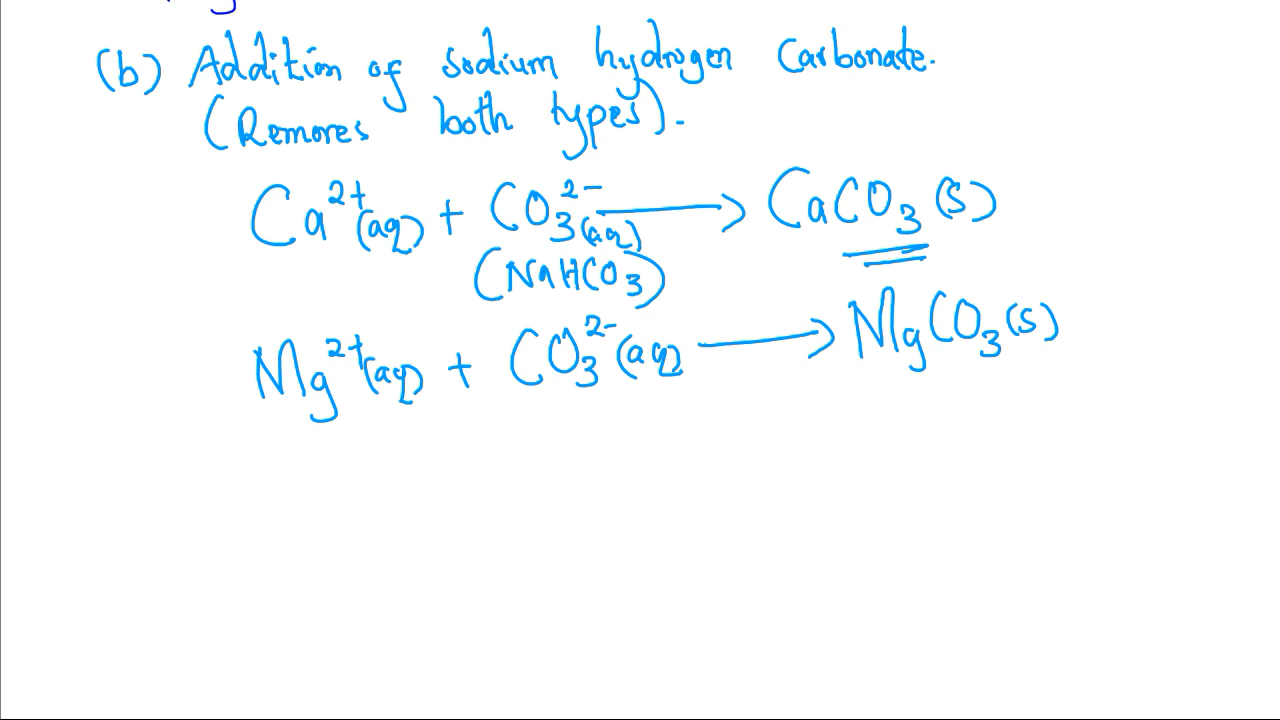 (b) Addition of sodium hydrogen Carbonate.
(Removes both types).
Ca²⁺(aq) + CO₃²⁻(aq) ⟶ CaCO₃(s)
(NaHCO₃)
Mg²⁺(aq) + CO₃²⁻(aq) ⟶ MgCO₃(s)